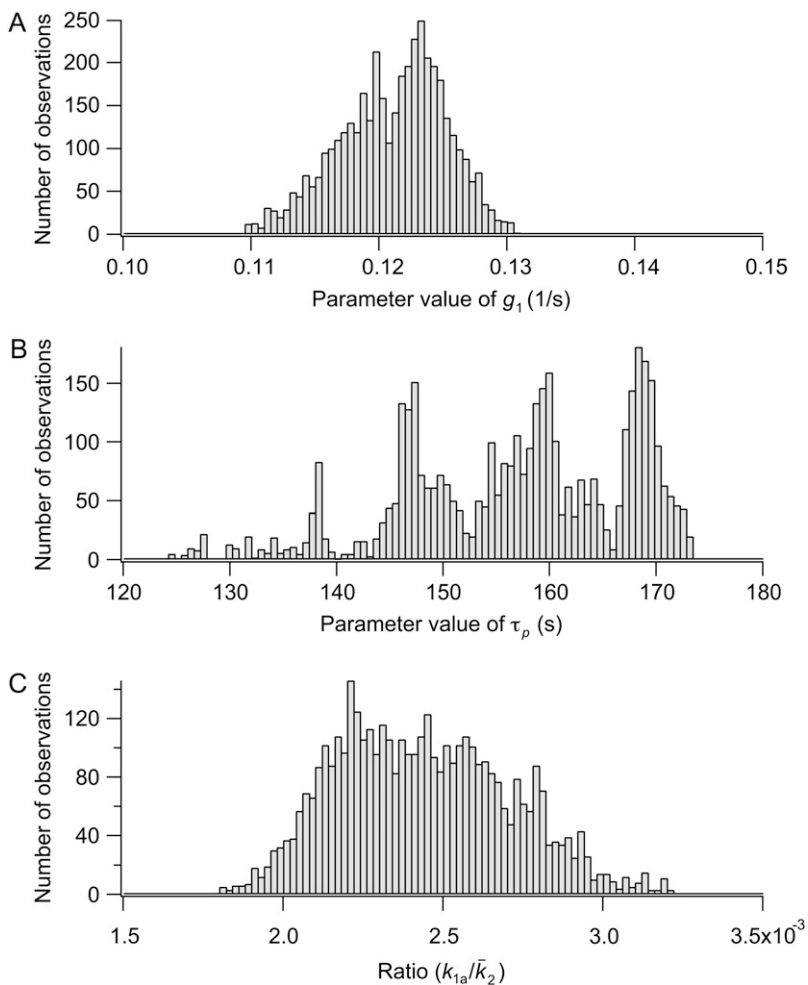 A
Number of observations
250
200
150
100
50
0
0.10 0.11 0.12 0.13 0.14 0.15
Parameter value of g₁ (1/s)
B
Number of observations
150
100
50
0
120 130 140 150 160 170 180
Parameter value of τₚ (s)
C
Number of observations
120
80
40
0
1.5 2.0 2.5 3.0 3.5x10⁻³
Ratio (k₁ₐ/k̄₂)